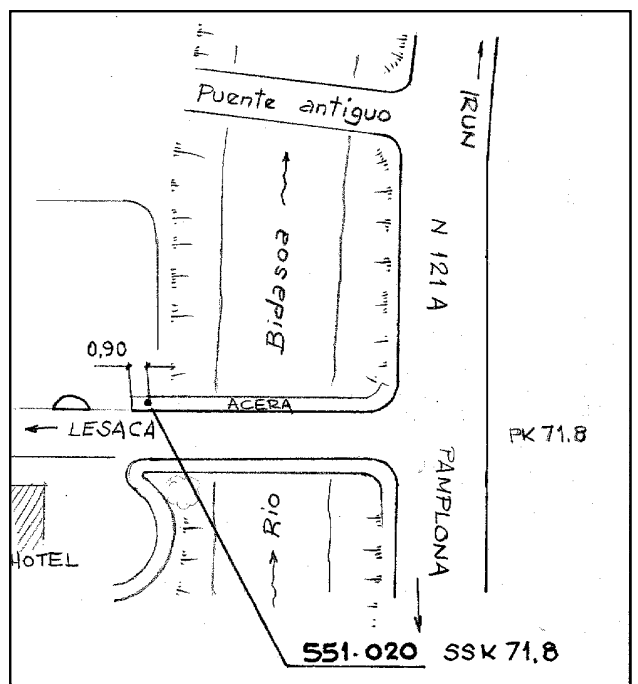 Puente antiguo
IRUN
N 121 A
Bidasoa
0,90
ACERA
LESACA
PK 71.8
PAMPLONA
Rio
HOTEL
551.020 SSK 71,8